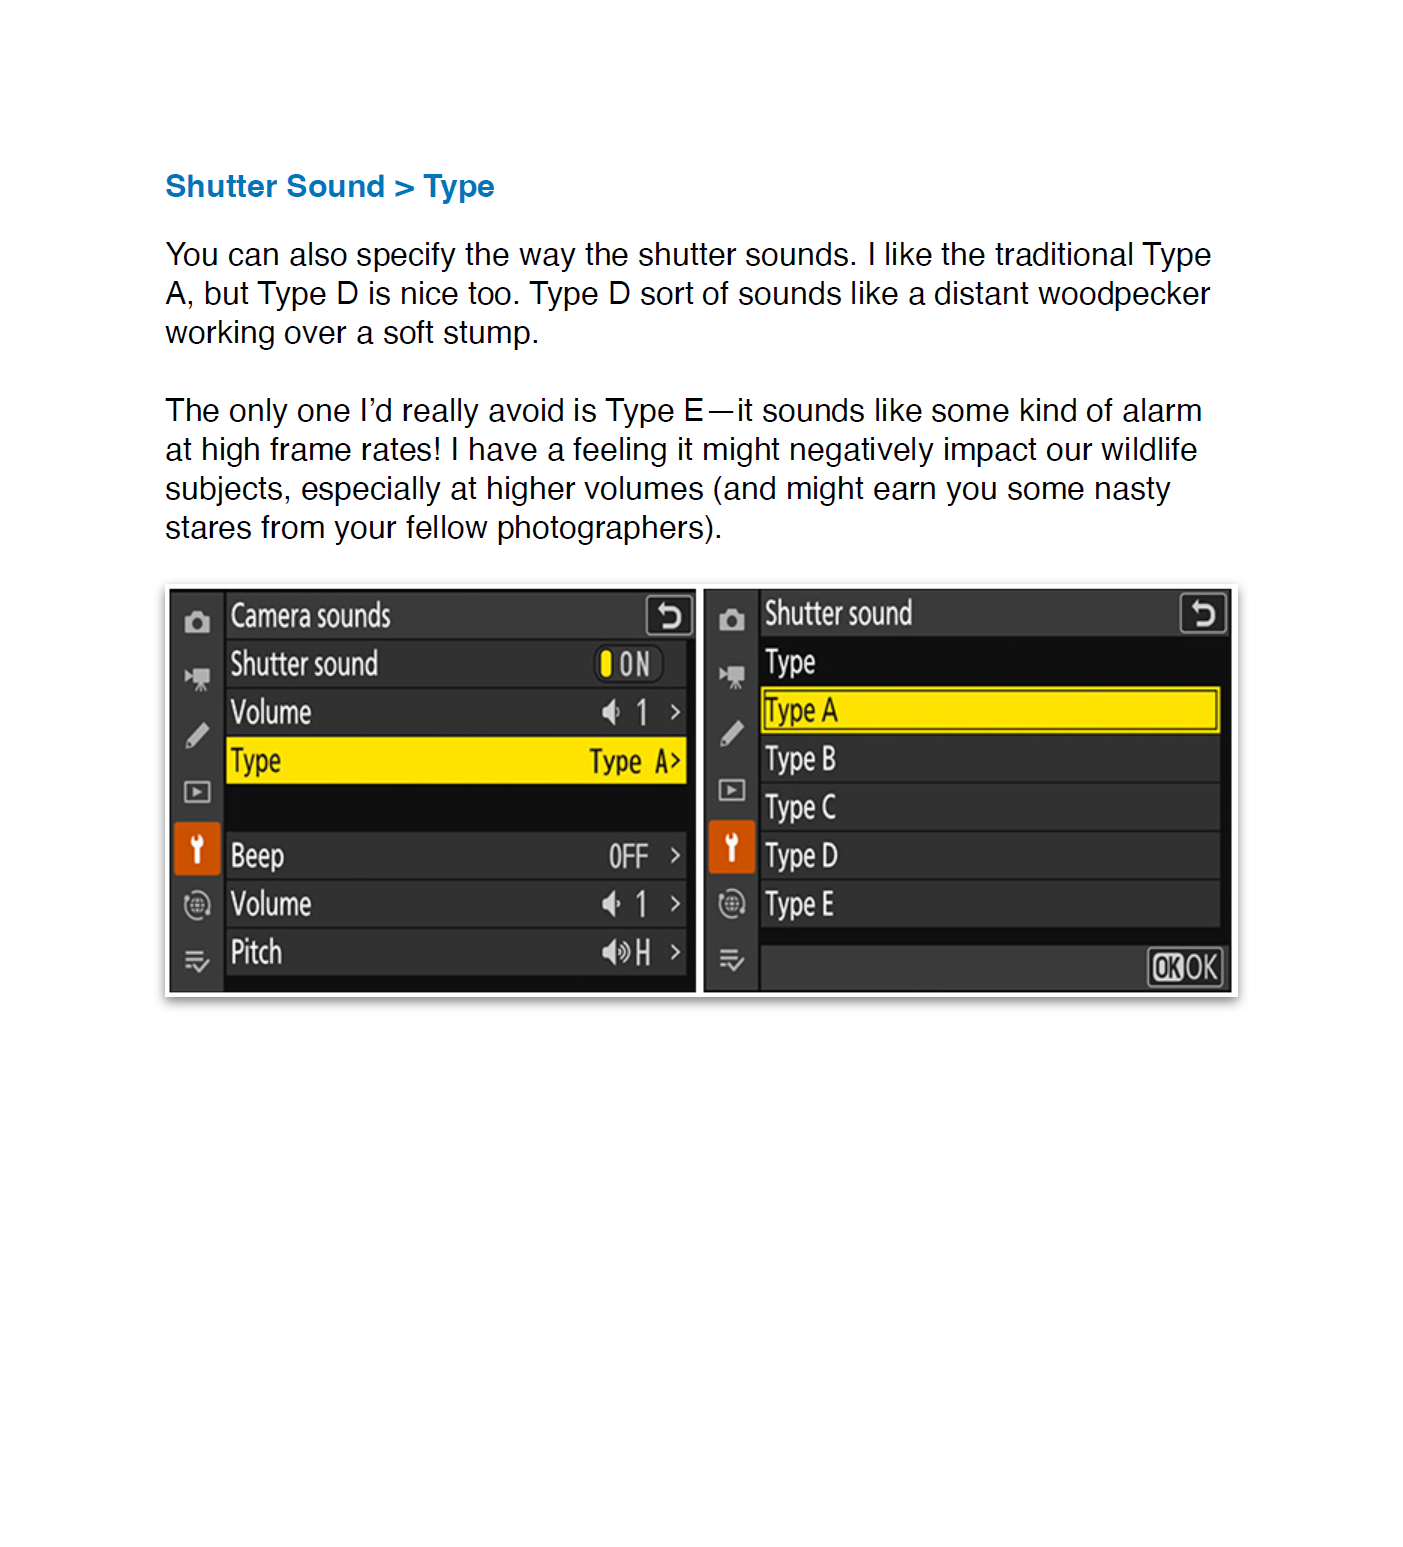 Shutter Sound > Type
You can also specify the way the shutter sounds. I like the traditional Type
A, but Type D is nice too. Type D sort of sounds like a distant woodpecker
working over a soft stump.
The only one I’d really avoid is Type E—it sounds like some kind of alarm
at high frame rates! I have a feeling it might negatively impact our wildlife
subjects, especially at higher volumes (and might earn you some nasty
stares from your fellow photographers).
Camera sounds
Shutter sound ON
Volume 1 >
Type Type A>
Beep OFF >
Volume 1 >
Pitch H >
Shutter sound
Type
Type A
Type B
Type C
Type D
Type E
OK OK